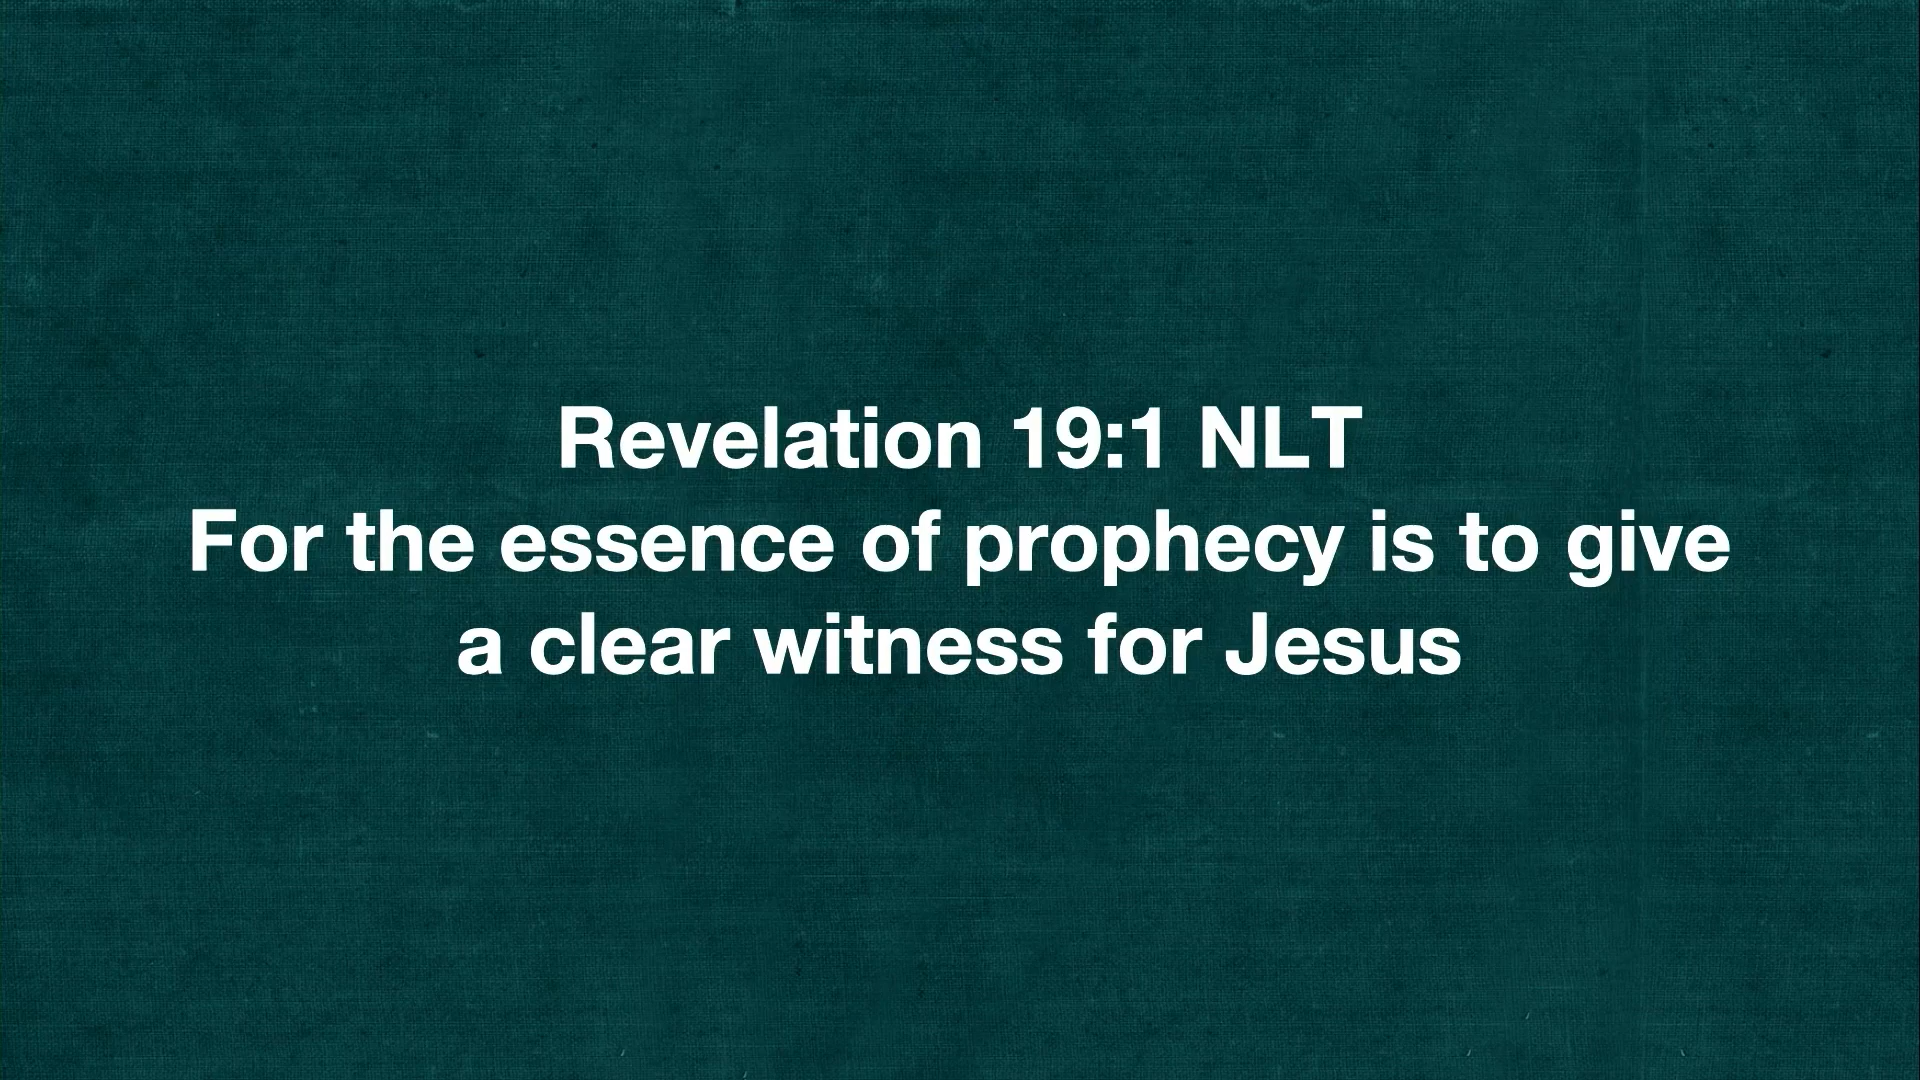 Revelation 19:1 NLT
For the essence of prophecy is to give
a clear witness for Jesus